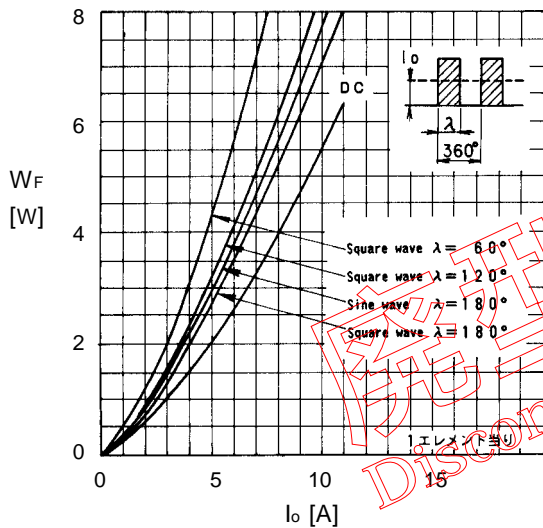 8
6
4
2
0
WF
[W]
Io
DC
λ
360°
Square wave λ= 60°
Square wave λ=120°
Sine wave λ=180°
Square wave λ=180°
1エレメント当り
0
5
10
15
Io [A]
Discon